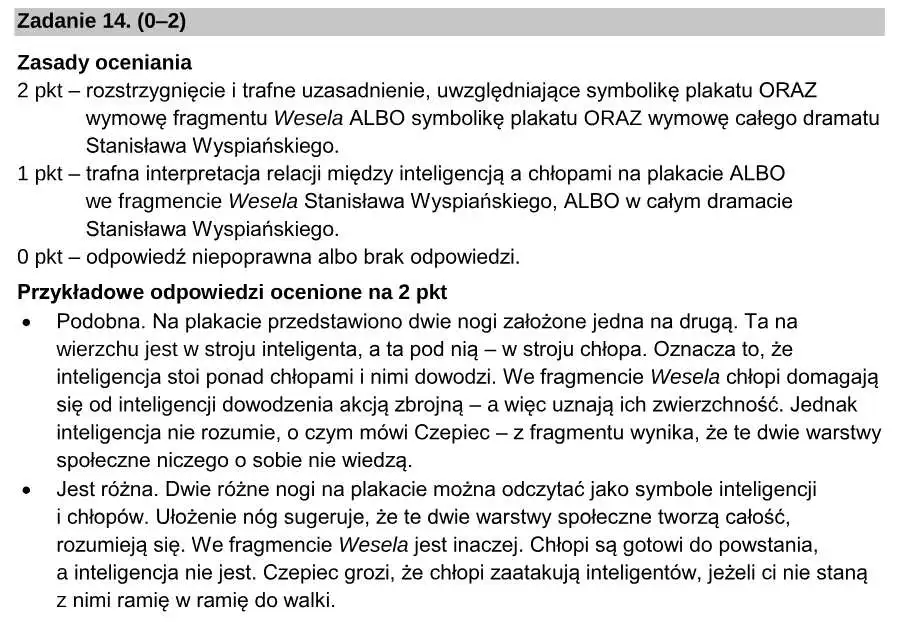 Zadanie 14. (0–2)
Zasady oceniania
2 pkt – rozstrzygnięcie i trafne uzasadnienie, uwzględniające symbolikę plakatu ORAZ
wymowę fragmentu Wesela ALBO symbolikę plakatu ORAZ wymowę całego dramatu
Stanisława Wyspiańskiego.
1 pkt – trafna interpretacja relacji między inteligencją a chłopami na plakacie ALBO
we fragmencie Wesela Stanisława Wyspiańskiego, ALBO w całym dramacie
Stanisława Wyspiańskiego.
0 pkt – odpowiedź niepoprawna albo brak odpowiedzi.
Przykładowe odpowiedzi ocenione na 2 pkt
• Podobna. Na plakacie przedstawiono dwie nogi założone jedna na drugą. Ta na
wierzchu jest w stroju inteligenta, a ta pod nią – w stroju chłopa. Oznacza to, że
inteligencja stoi ponad chłopami i nimi dowodzi. We fragmencie Wesela chłopi domagają
się od inteligencji dowodzenia akcją zbrojną – a więc uznają ich zwierzchność. Jednak
inteligencja nie rozumie, o czym mówi Czepiec – z fragmentu wynika, że te dwie warstwy
społeczne niczego o sobie nie wiedzą.
• Jest różna. Dwie różne nogi na plakacie można odczytać jako symbole inteligencji
i chłopów. Ułożenie nóg sugeruje, że te dwie warstwy społeczne tworzą całość,
rozumieją się. We fragmencie Wesela jest inaczej. Chłopi są gotowi do powstania,
a inteligencja nie jest. Czepiec grozi, że chłopi zaatakują inteligentów, jeżeli ci nie staną
z nimi ramię w ramię do walki.